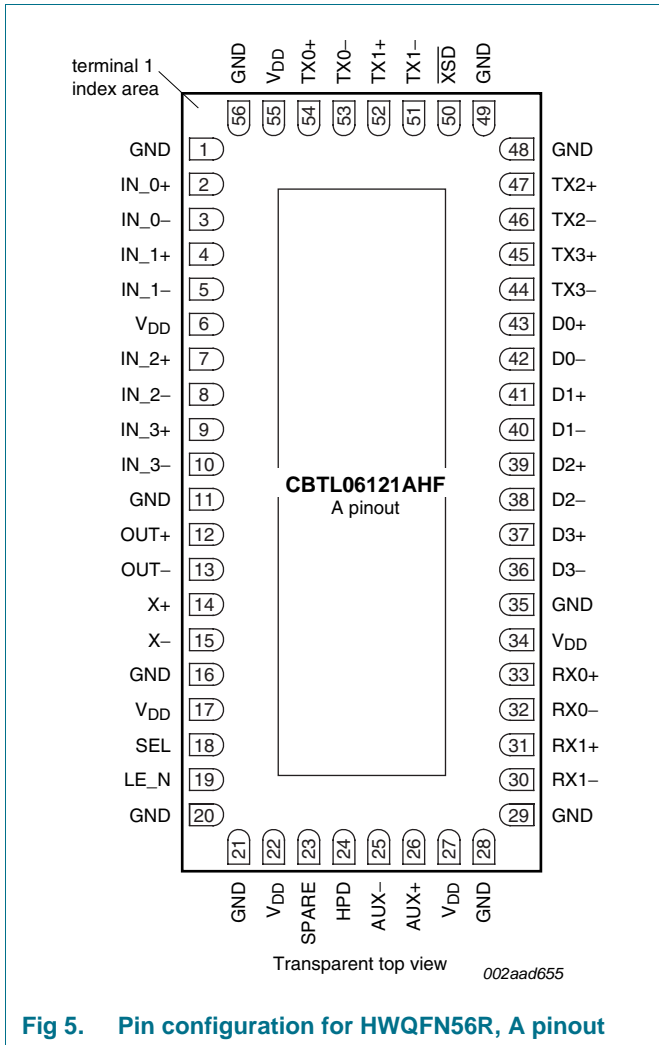 terminal 1
index area
GND
VDD
TX0+
TX0−
TX1+
TX1−
XSD
GND
56
55
54
53
52
51
50
49
GND 1
IN_0+ 2
IN_0− 3
IN_1+ 4
IN_1− 5
VDD 6
IN_2+ 7
IN_2− 8
IN_3+ 9
IN_3− 10
GND 11
OUT+ 12
OUT− 13
X+ 14
X− 15
GND 16
VDD 17
SEL 18
LE_N 19
GND 20
CBTL06121AHF
A pinout
48 GND
47 TX2+
46 TX2−
45 TX3+
44 TX3−
43 D0+
42 D0−
41 D1+
40 D1−
39 D2+
38 D2−
37 D3+
36 D3−
35 GND
34 VDD
33 RX0+
32 RX0−
31 RX1+
30 RX1−
29 GND
21
22
23
24
25
26
27
28
GND
VDD
SPARE
HPD
AUX−
AUX+
VDD
GND
Transparent top view
002aad655
Fig 5. Pin configuration for HWQFN56R, A pinout